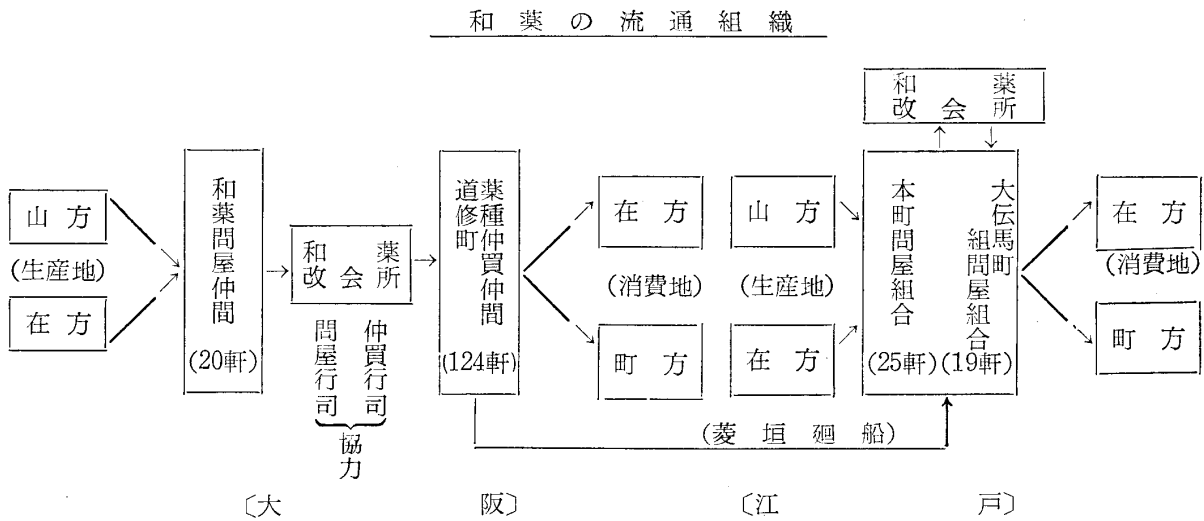 和薬の流通組織
和薬
改会所
山方
(生産地)
在方
和薬問屋仲間
(20軒)
和薬
改会所
問屋行司
仲買行司
協力
道修町
薬種仲買仲間
(124軒)
在方
(消費地)
町方
山方
(生産地)
在方
本町問屋組合
(25軒)
大伝馬町
組問屋組合
(19軒)
在方
(消費地)
町方
(菱垣廻船)
〔大阪〕
〔江戸〕